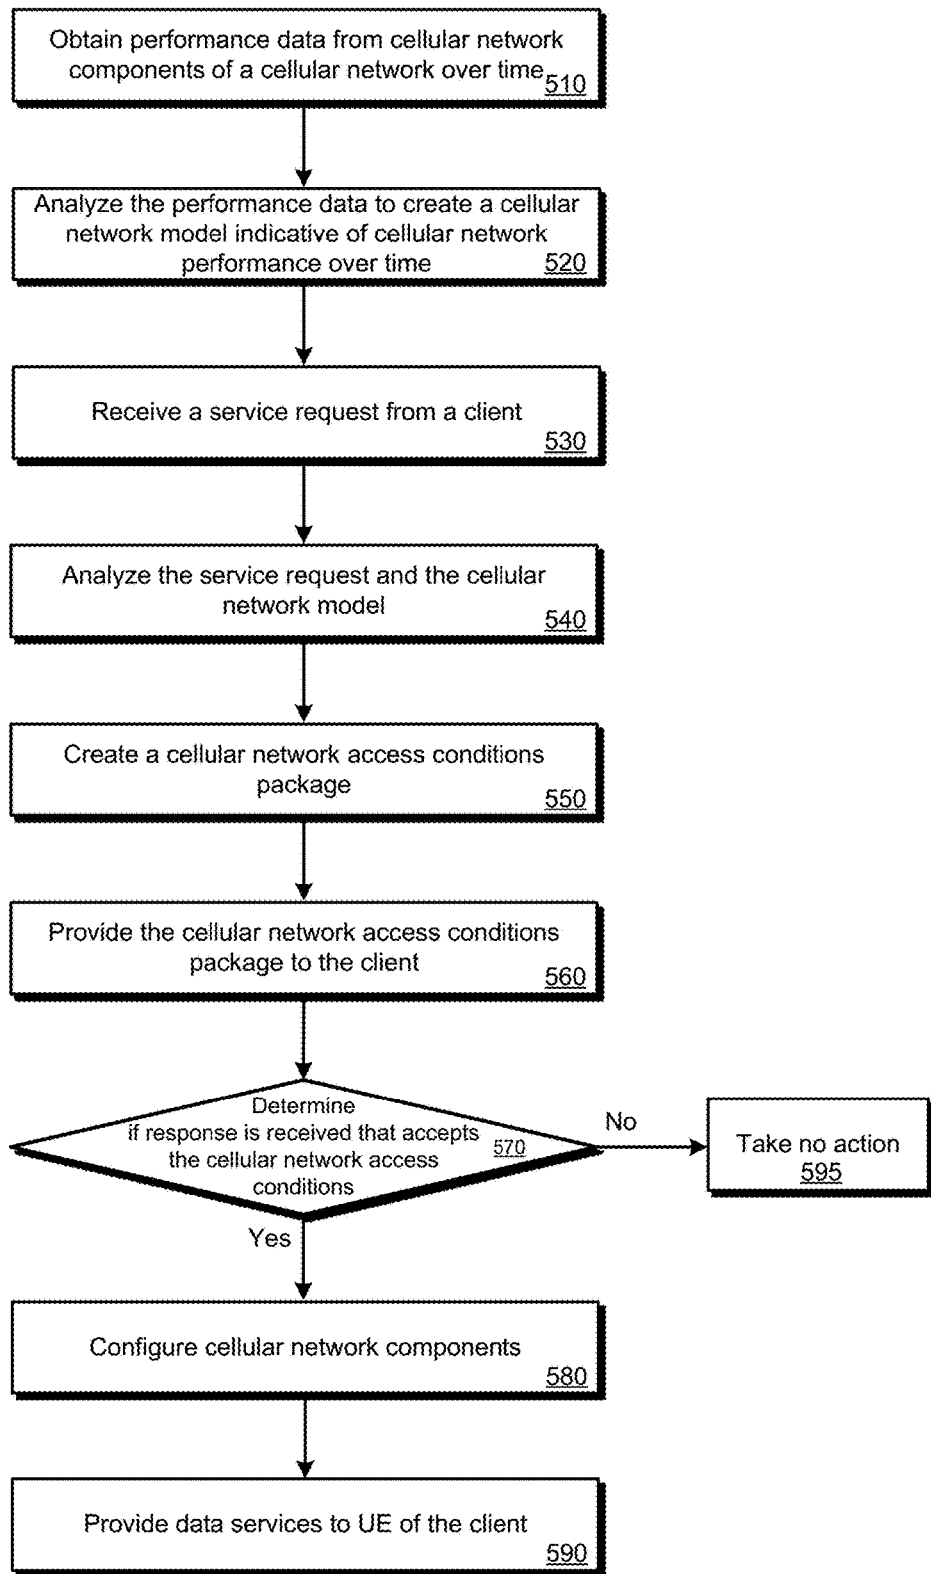 Obtain performance data from cellular network
components of a cellular network over time
510
Analyze the performance data to create a cellular
network model indicative of cellular network
performance over time
520
Receive a service request from a client
530
Analyze the service request and the cellular
network model
540
Create a cellular network access conditions
package
550
Provide the cellular network access conditions
package to the client
560
Determine
if response is received that accepts
the cellular network access
conditions
570
No
Take no action
595
Yes
Configure cellular network components
580
Provide data services to UE of the client
590